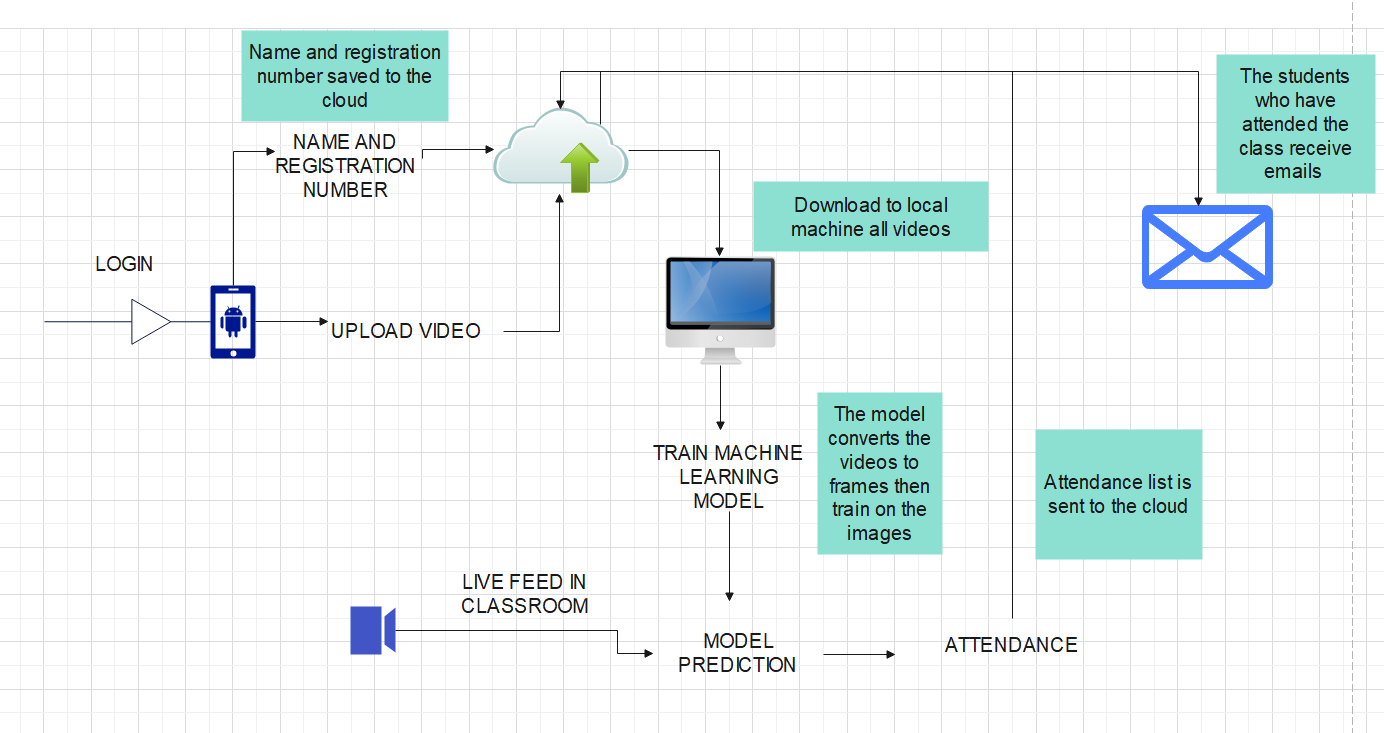 Name and registration
number saved to the
cloud
NAME AND
REGISTRATION
NUMBER
The students
who have
attended the
class receive
emails
Download to local
machine all videos
LOGIN
UPLOAD VIDEO
TRAIN MACHINE
LEARNING
MODEL
The model
converts the
videos to
frames then
train on the
images
Attendance list is
sent to the cloud
LIVE FEED IN
CLASSROOM
MODEL
PREDICTION
ATTENDANCE